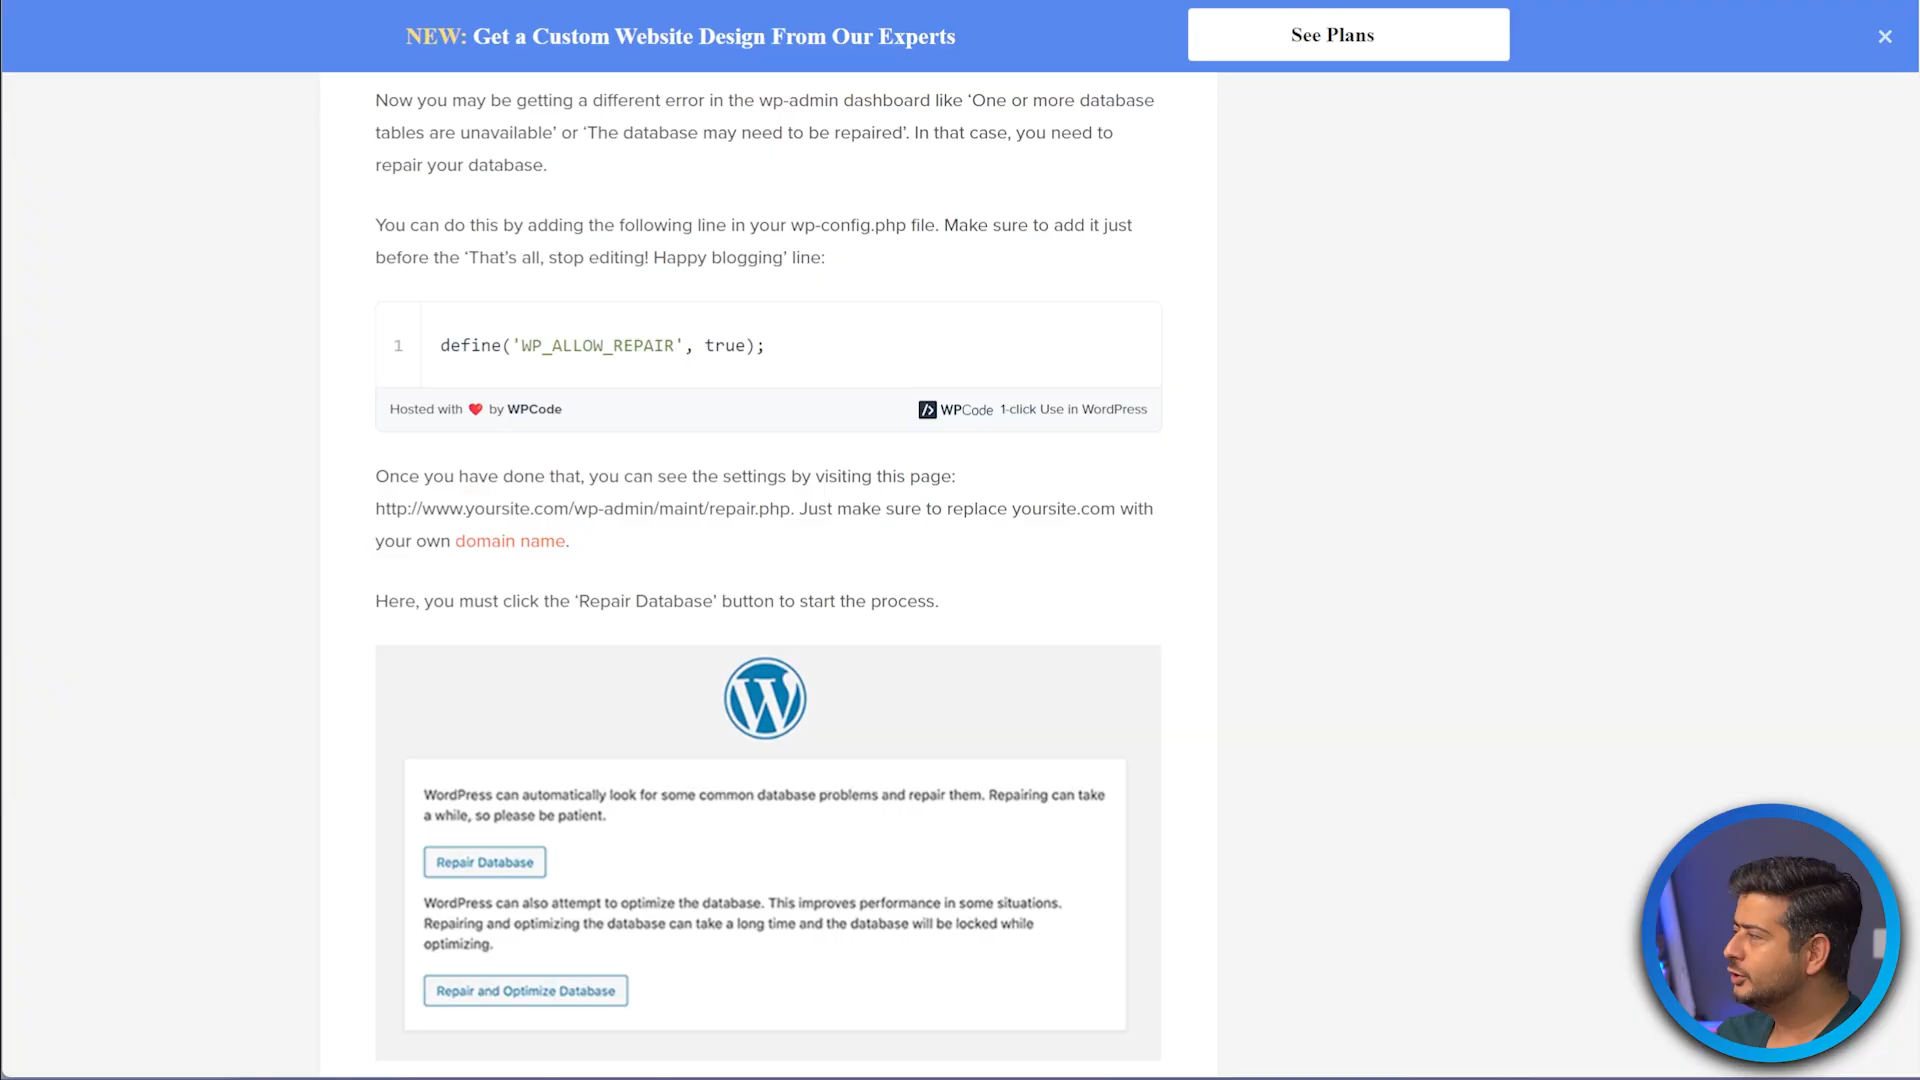 NEW: Get a Custom Website Design From Our Experts
See Plans
×
Now you may be getting a different error in the wp-admin dashboard like ‘One or more database
tables are unavailable’ or ‘The database may need to be repaired’. In that case, you need to
repair your database.
You can do this by adding the following line in your wp-config.php file. Make sure to add it just
before the ‘That’s all, stop editing! Happy blogging’ line:
1 define('WP_ALLOW_REPAIR', true);
Hosted with ❤️ by WPCode
WPCode 1-click Use in WordPress
Once you have done that, you can see the settings by visiting this page:
http://www.yoursite.com/wp-admin/maint/repair.php. Just make sure to replace yoursite.com with
your own domain name.
Here, you must click the ‘Repair Database’ button to start the process.
WordPress can automatically look for some common database problems and repair them. Repairing can take
a while, so please be patient.
Repair Database
WordPress can also attempt to optimize the database. This improves performance in some situations.
Repairing and optimizing the database can take a long time and the database will be locked while
optimizing.
Repair and Optimize Database